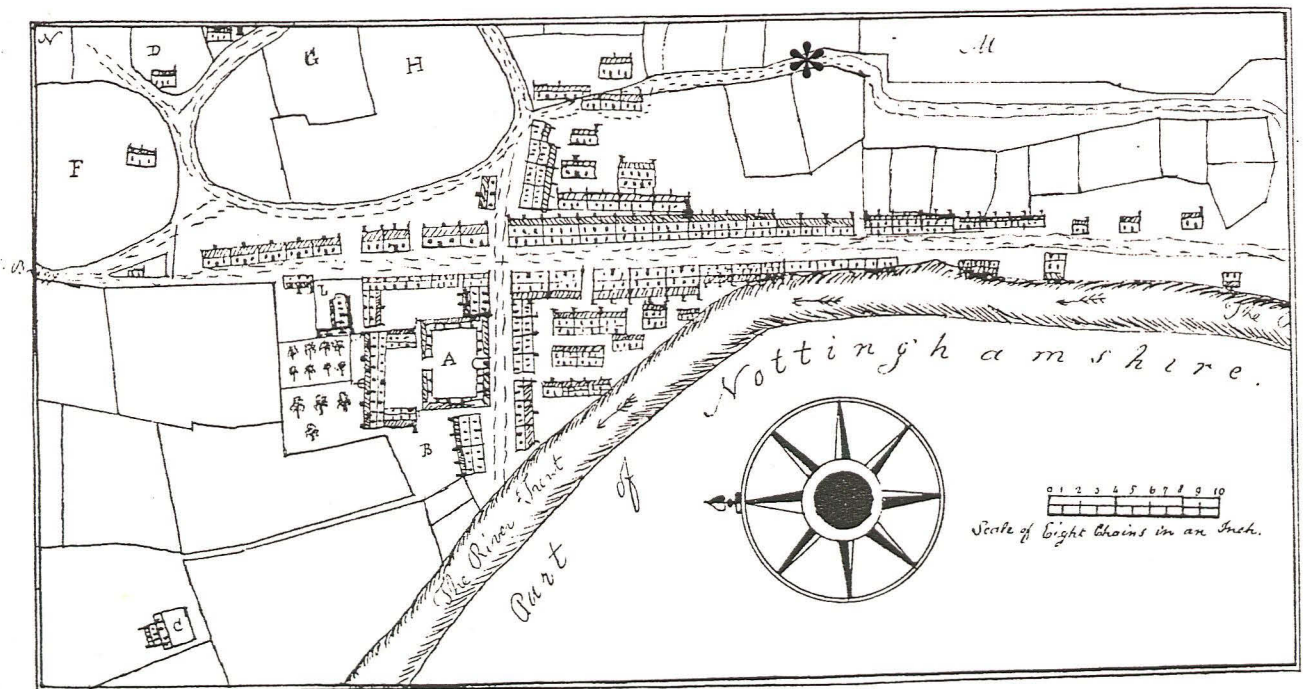 N
D
G
H
M
F
B
L
A
B
C
The
The River Trent
Part
of
Nottinghamshire.
0 1 2 3 4 5 6 7 8 9 10
Scale of Eight Chains in an Inch.